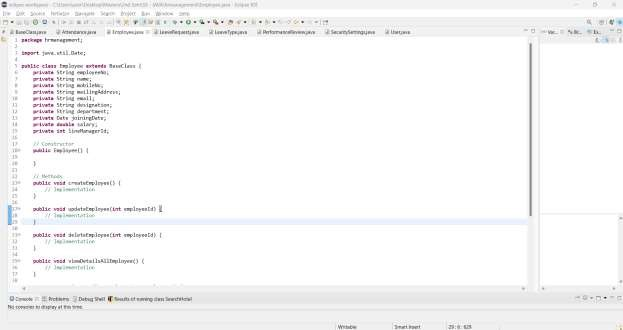 eclipse-workspace - C:\Users\
File Edit Source Refactor Navigate Search Project Run Window Help
BaseClass.java Attendance.java Employee.java LeaveRequest.java LeaveType.java PerformanceReview.java SecuritySettings.java User.java Var... Br... Ex...
1 package hrmanagement;
2
3 import java.util.Date;
4
5 public class Employee extends BaseClass {
6 private String employeeNo;
7 private String name;
8 private String mobileNo;
9 private String mailingAddress;
10 private String email;
11 private String designation;
12 private String department;
13 private Date joiningDate;
14 private double salary;
15 private int lineManagerId;
16
17 // Constructor
18 public Employee() {
19
20 }
21
22 // Methods
23 public void createEmployee() {
24 // Implementation
25 }
26
27 public void updateEmployee(int employeeId) {
28 // Implementation
29 }
30
31 public void deleteEmployee(int employeeId) {
32 // Implementation
33 }
34
35 public void viewDetailsAllEmployee() {
36 // Implementation
37 }
38
Console Problems Debug Shell Results of running class SearchHotel
No consoles to display at this time.
Writable Smart Insert 29 : 6 : 629